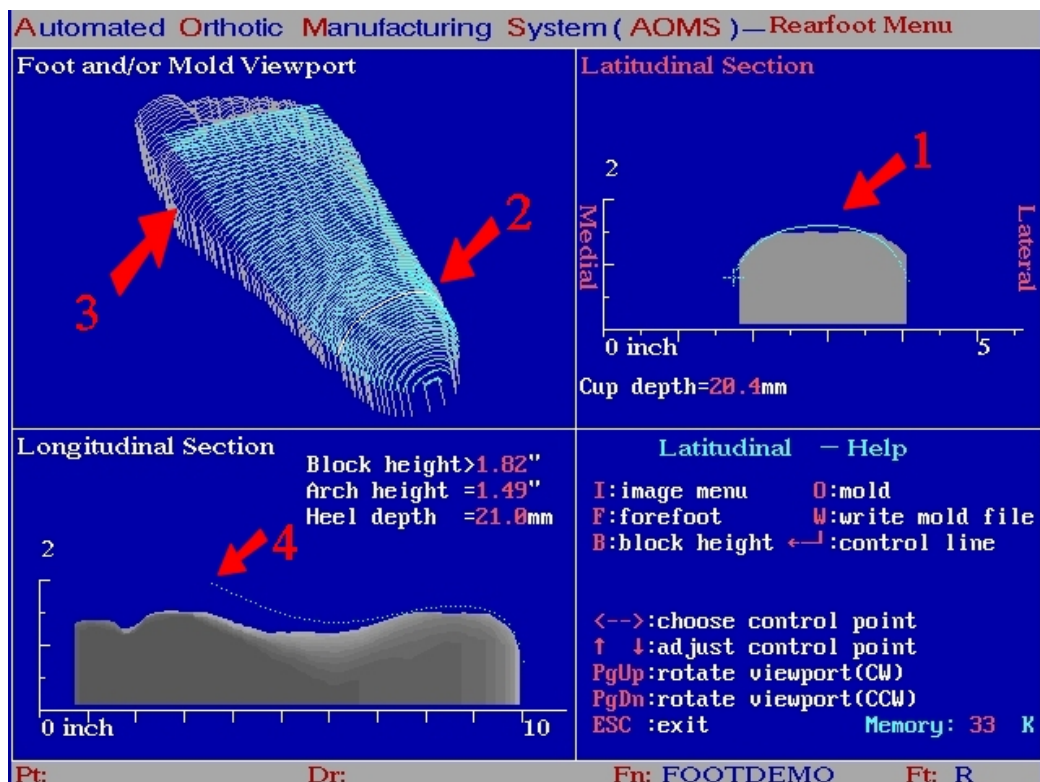 Automated Orthotic Manufacturing System ( AOMS )— Rearfoot Menu
Foot and/or Mold Viewport
2
3
Latitudinal Section
1
2
Medial
Lateral
0 inch
5
Cup depth=20.4mm
Longitudinal Section
Block height>1.82"
Arch height =1.49"
Heel depth =21.0mm
4
2
0 inch
10
Latitudinal — Help
I:image menu O:mold
F:forefoot W:write mold file
B:block height ←┘:control line
<-->:choose control point
↑ ↓:adjust control point
PgUp:rotate viewport(CW)
PgDn:rotate viewport(CCW)
ESC :exit Memory: 33 K
Pt: Dr: Fn: FOOTDEMO Ft: R